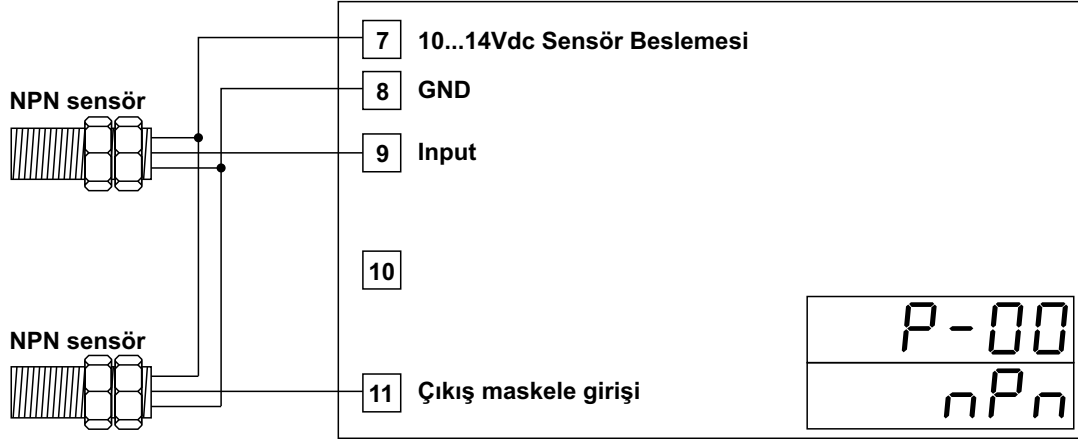 7 10...14Vdc Sensör Beslemesi
8 GND
NPN sensör
9 Input
10
P-00
NPN sensör
nPn
11 Çıkış maskele girişi